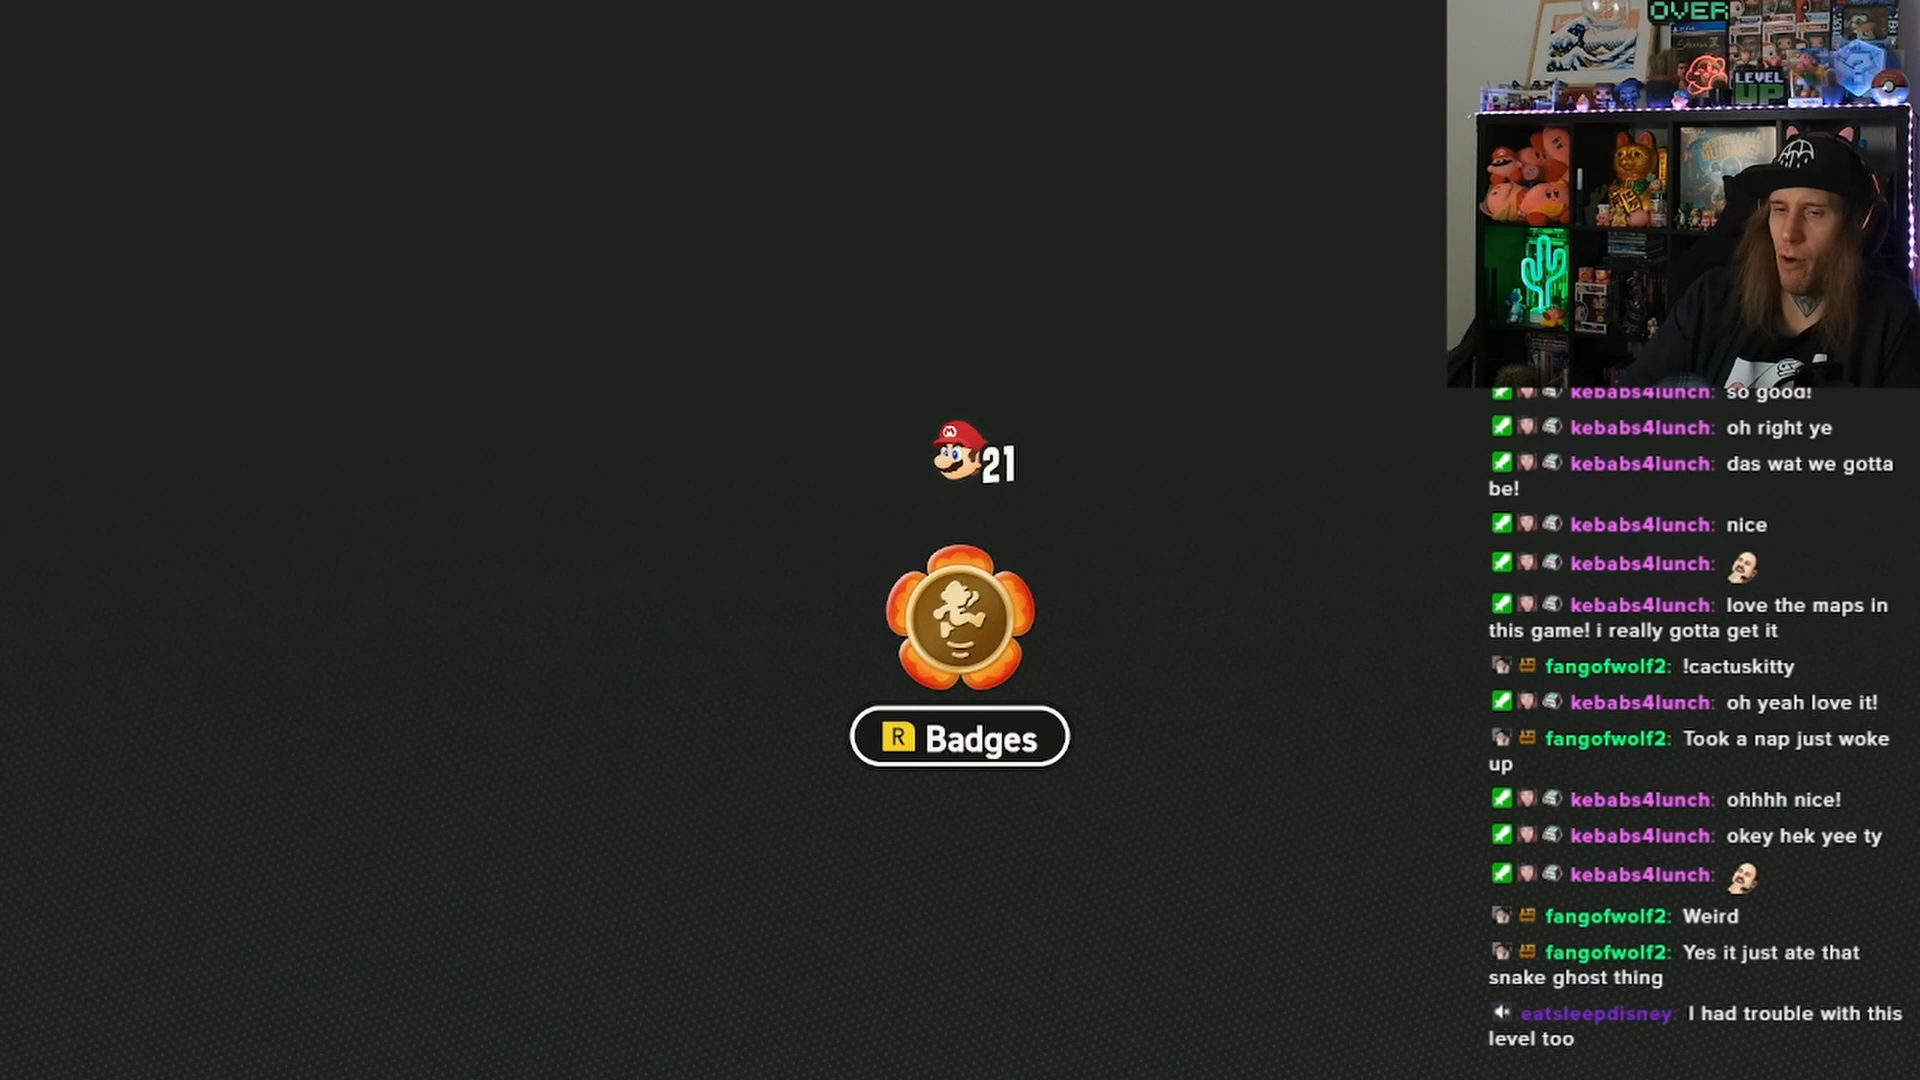 OVER
LEVEL
UP
21
R Badges
kebabs4lunch: so good!
kebabs4lunch: oh right ye
kebabs4lunch: das wat we gotta
be!
kebabs4lunch: nice
kebabs4lunch:
kebabs4lunch: love the maps in
this game! i really gotta get it
fangofwolf2: !cactuskitty
kebabs4lunch: oh yeah love it!
fangofwolf2: Took a nap just woke
up
kebabs4lunch: ohhhh nice!
kebabs4lunch: okey hek yee ty
kebabs4lunch:
fangofwolf2: Weird
fangofwolf2: Yes it just ate that
snake ghost thing
eatsleepdisney: I had trouble with this
level too